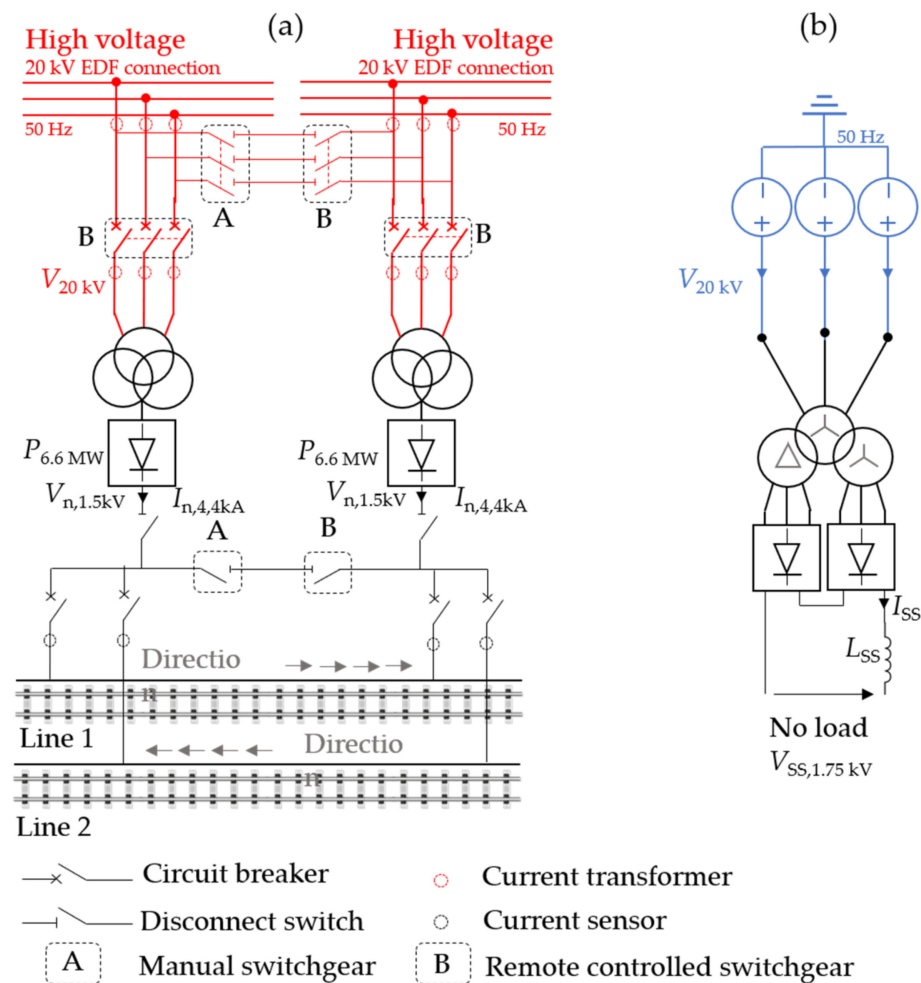 (a)
(b)
High voltage
High voltage
20 kV EDF connection
20 kV EDF connection
50 Hz
50 Hz
50 Hz
A
B
B
B
V20 kV
V20 kV
P6.6 MW
P6.6 MW
Vn,1.5kV
In,4,4kA
Vn,1.5kV
In,4,4kA
A
B
ISS
LSS
No load
VSS,1.75 kV
Directio
n
Line 1
Directio
n
Line 2
Circuit breaker
Current transformer
Disconnect switch
Current sensor
A
Manual switchgear
B
Remote controlled switchgear